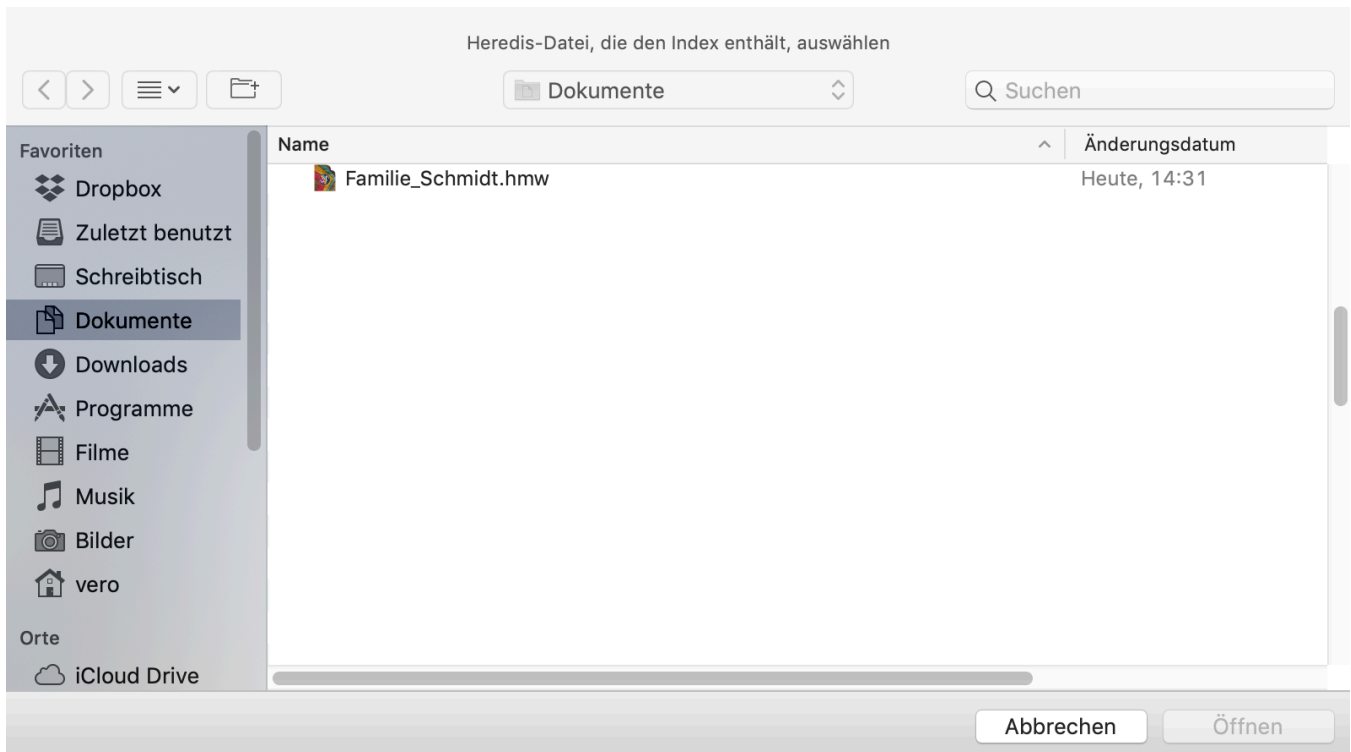 Heredis-Datei, die den Index enthält, auswählen
Dokumente
Suchen
Favoriten
Dropbox
Zuletzt benutzt
Schreibtisch
Dokumente
Downloads
Programme
Filme
Musik
Bilder
vero
Orte
iCloud Drive
Name Änderungsdatum
Familie_Schmidt.hmw Heute, 14:31
Abbrechen Öffnen